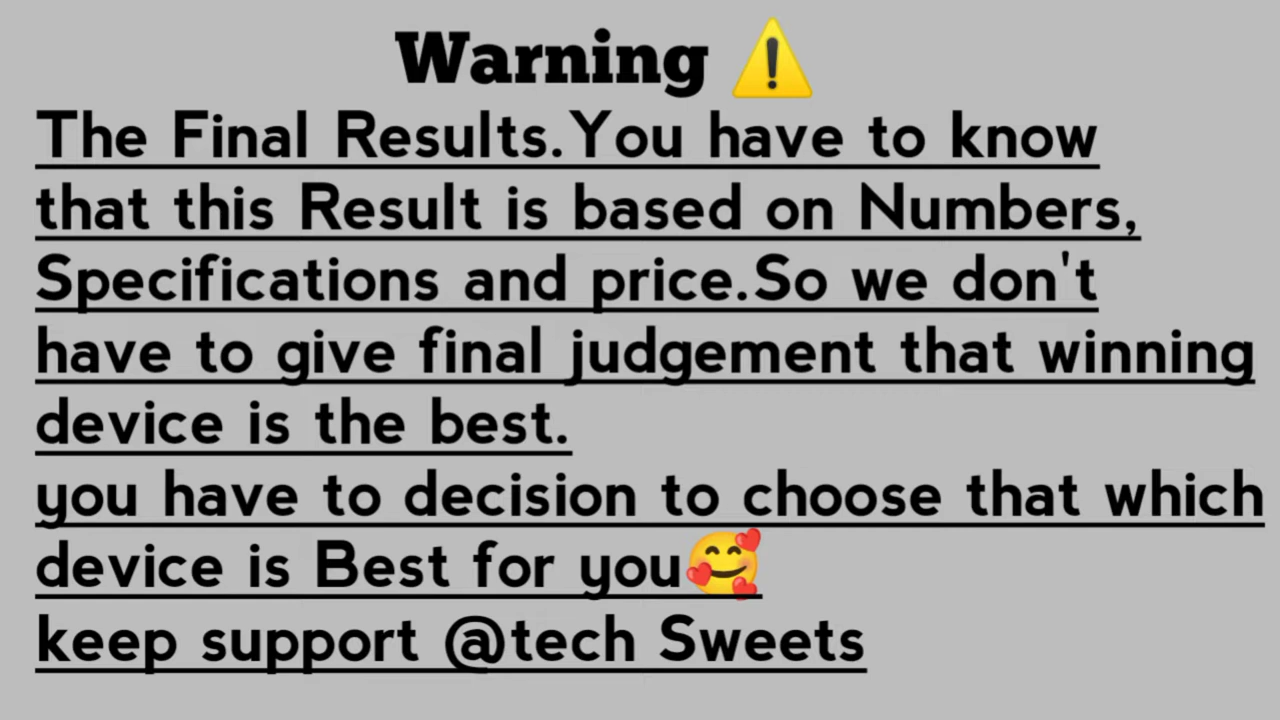 Warning ⚠️
The Final Results.You have to know
that this Result is based on Numbers,
Specifications and price.So we don't
have to give final judgement that winning
device is the best.
you have to decision to choose that which
device is Best for you🥰
keep support @tech Sweets